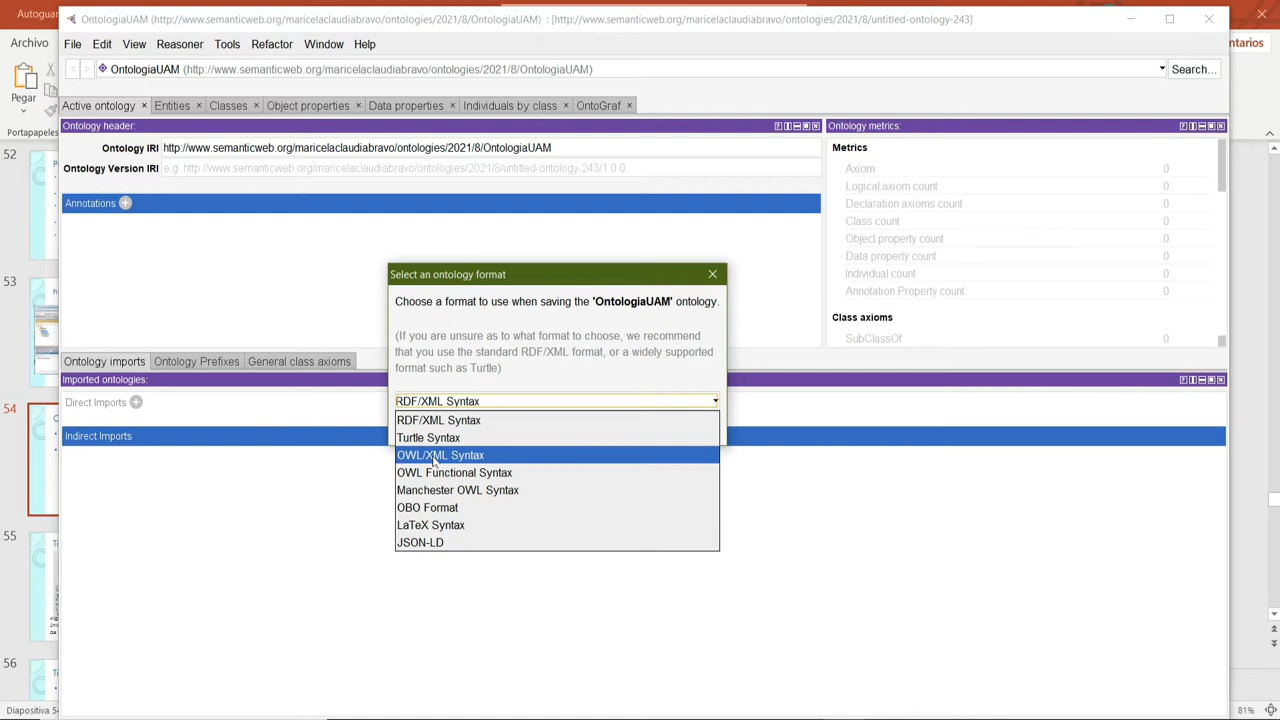 Autoguar
OntologiaUAM (http://www.semanticweb.org/maricelaclaudiabravo/ontologies/2021/8/OntologiaUAM) : [http://www.semanticweb.org/maricelaclaudiabravo/ontologies/2021/8/untitled-ontology-243]
Archivo
File Edit View Reasoner Tools Refactor Window Help
ntarios
< > OntologiaUAM (http://www.semanticweb.org/maricelaclaudiabravo/ontologies/2021/8/OntologiaUAM) Search...
Pegar
Active ontology × Entities × Classes × Object properties × Data properties × Individuals by class × OntoGraf ×
Portapapeles
Ontology header:
Ontology metrics:
Ontology IRI http://www.semanticweb.org/maricelaclaudiabravo/ontologies/2021/8/OntologiaUAM
Ontology Version IRI e.g http://www.semanticweb.org/maricelaclaudiabravo/ontologies/2021/8/untitled-ontology-243/1.0.0
Annotations
Metrics
Axiom 0
Logical axiom count 0
Declaration axioms count 0
Class count 0
Object property count 0
Data property count 0
Individual count 0
Annotation Property count 0
Class axioms
SubClassOf 0
Select an ontology format
Choose a format to use when saving the 'OntologiaUAM' ontology.
(If you are unsure as to what format to choose, we recommend
that you use the standard RDF/XML format, or a widely supported
format such as Turtle)
RDF/XML Syntax
RDF/XML Syntax
Turtle Syntax
OWL/XML Syntax
OWL Functional Syntax
Manchester OWL Syntax
OBO Format
LaTeX Syntax
JSON-LD
Ontology imports Ontology Prefixes General class axioms
Imported ontologies:
Direct Imports
Indirect Imports
52
53
54
55
56
Diapositiva 54
81%